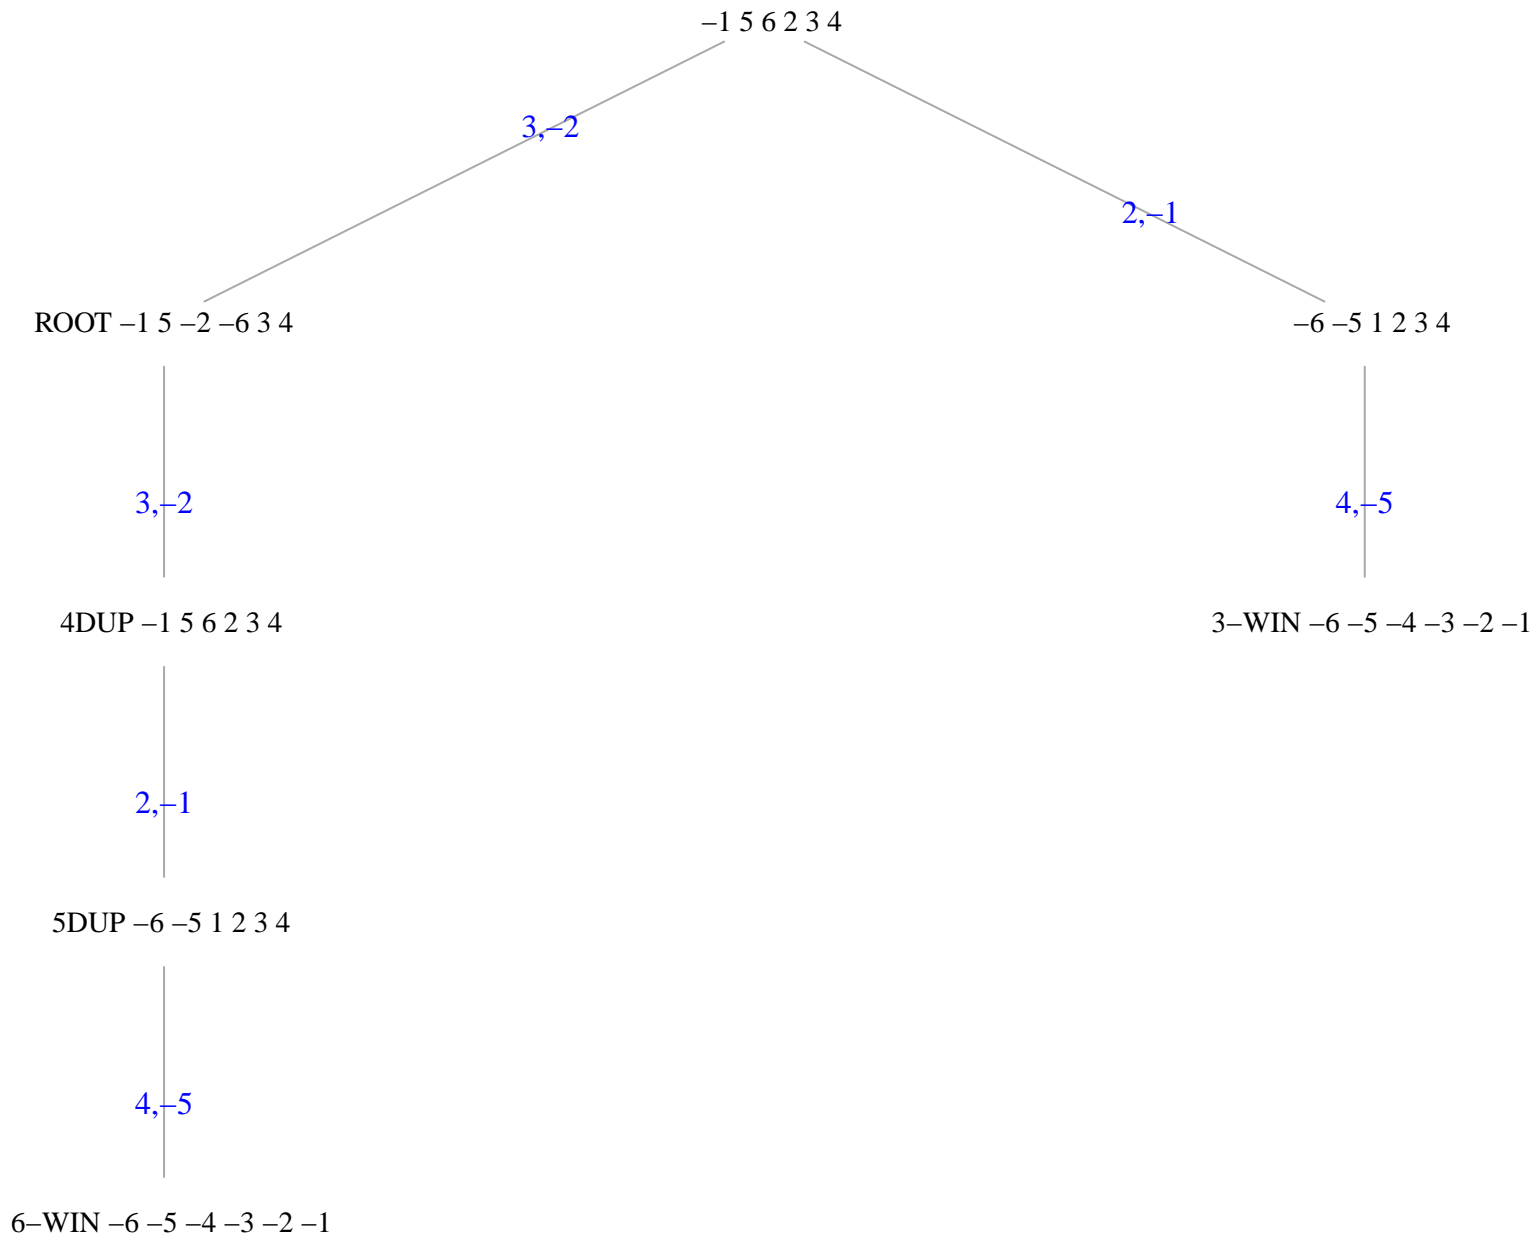 –1 5 6 2 3 4
3,–2
2,–1
ROOT –1 5 –2 –6 3 4
–6 –5 1 2 3 4
3,–2
4,–5
4DUP –1 5 6 2 3 4
3–WIN –6 –5 –4 –3 –2 –1
2,–1
5DUP –6 –5 1 2 3 4
4,–5
6–WIN –6 –5 –4 –3 –2 –1